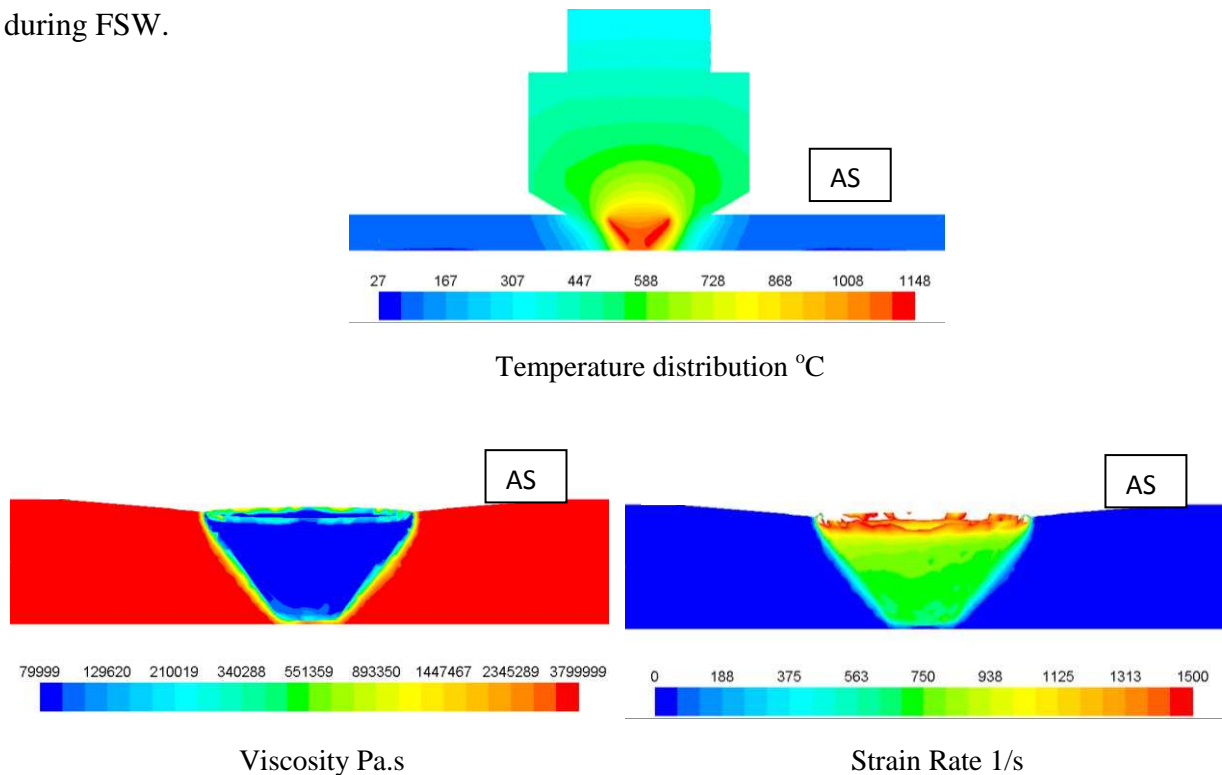 during FSW.
AS
27 167 307 447 588 728 868 1008 1148
Temperature distribution °C
AS
AS
79999 129620 210019 340288 551359 893350 1447467 2345289 3799999
0 188 375 563 750 938 1125 1313 1500
Viscosity Pa.s
Strain Rate 1/s